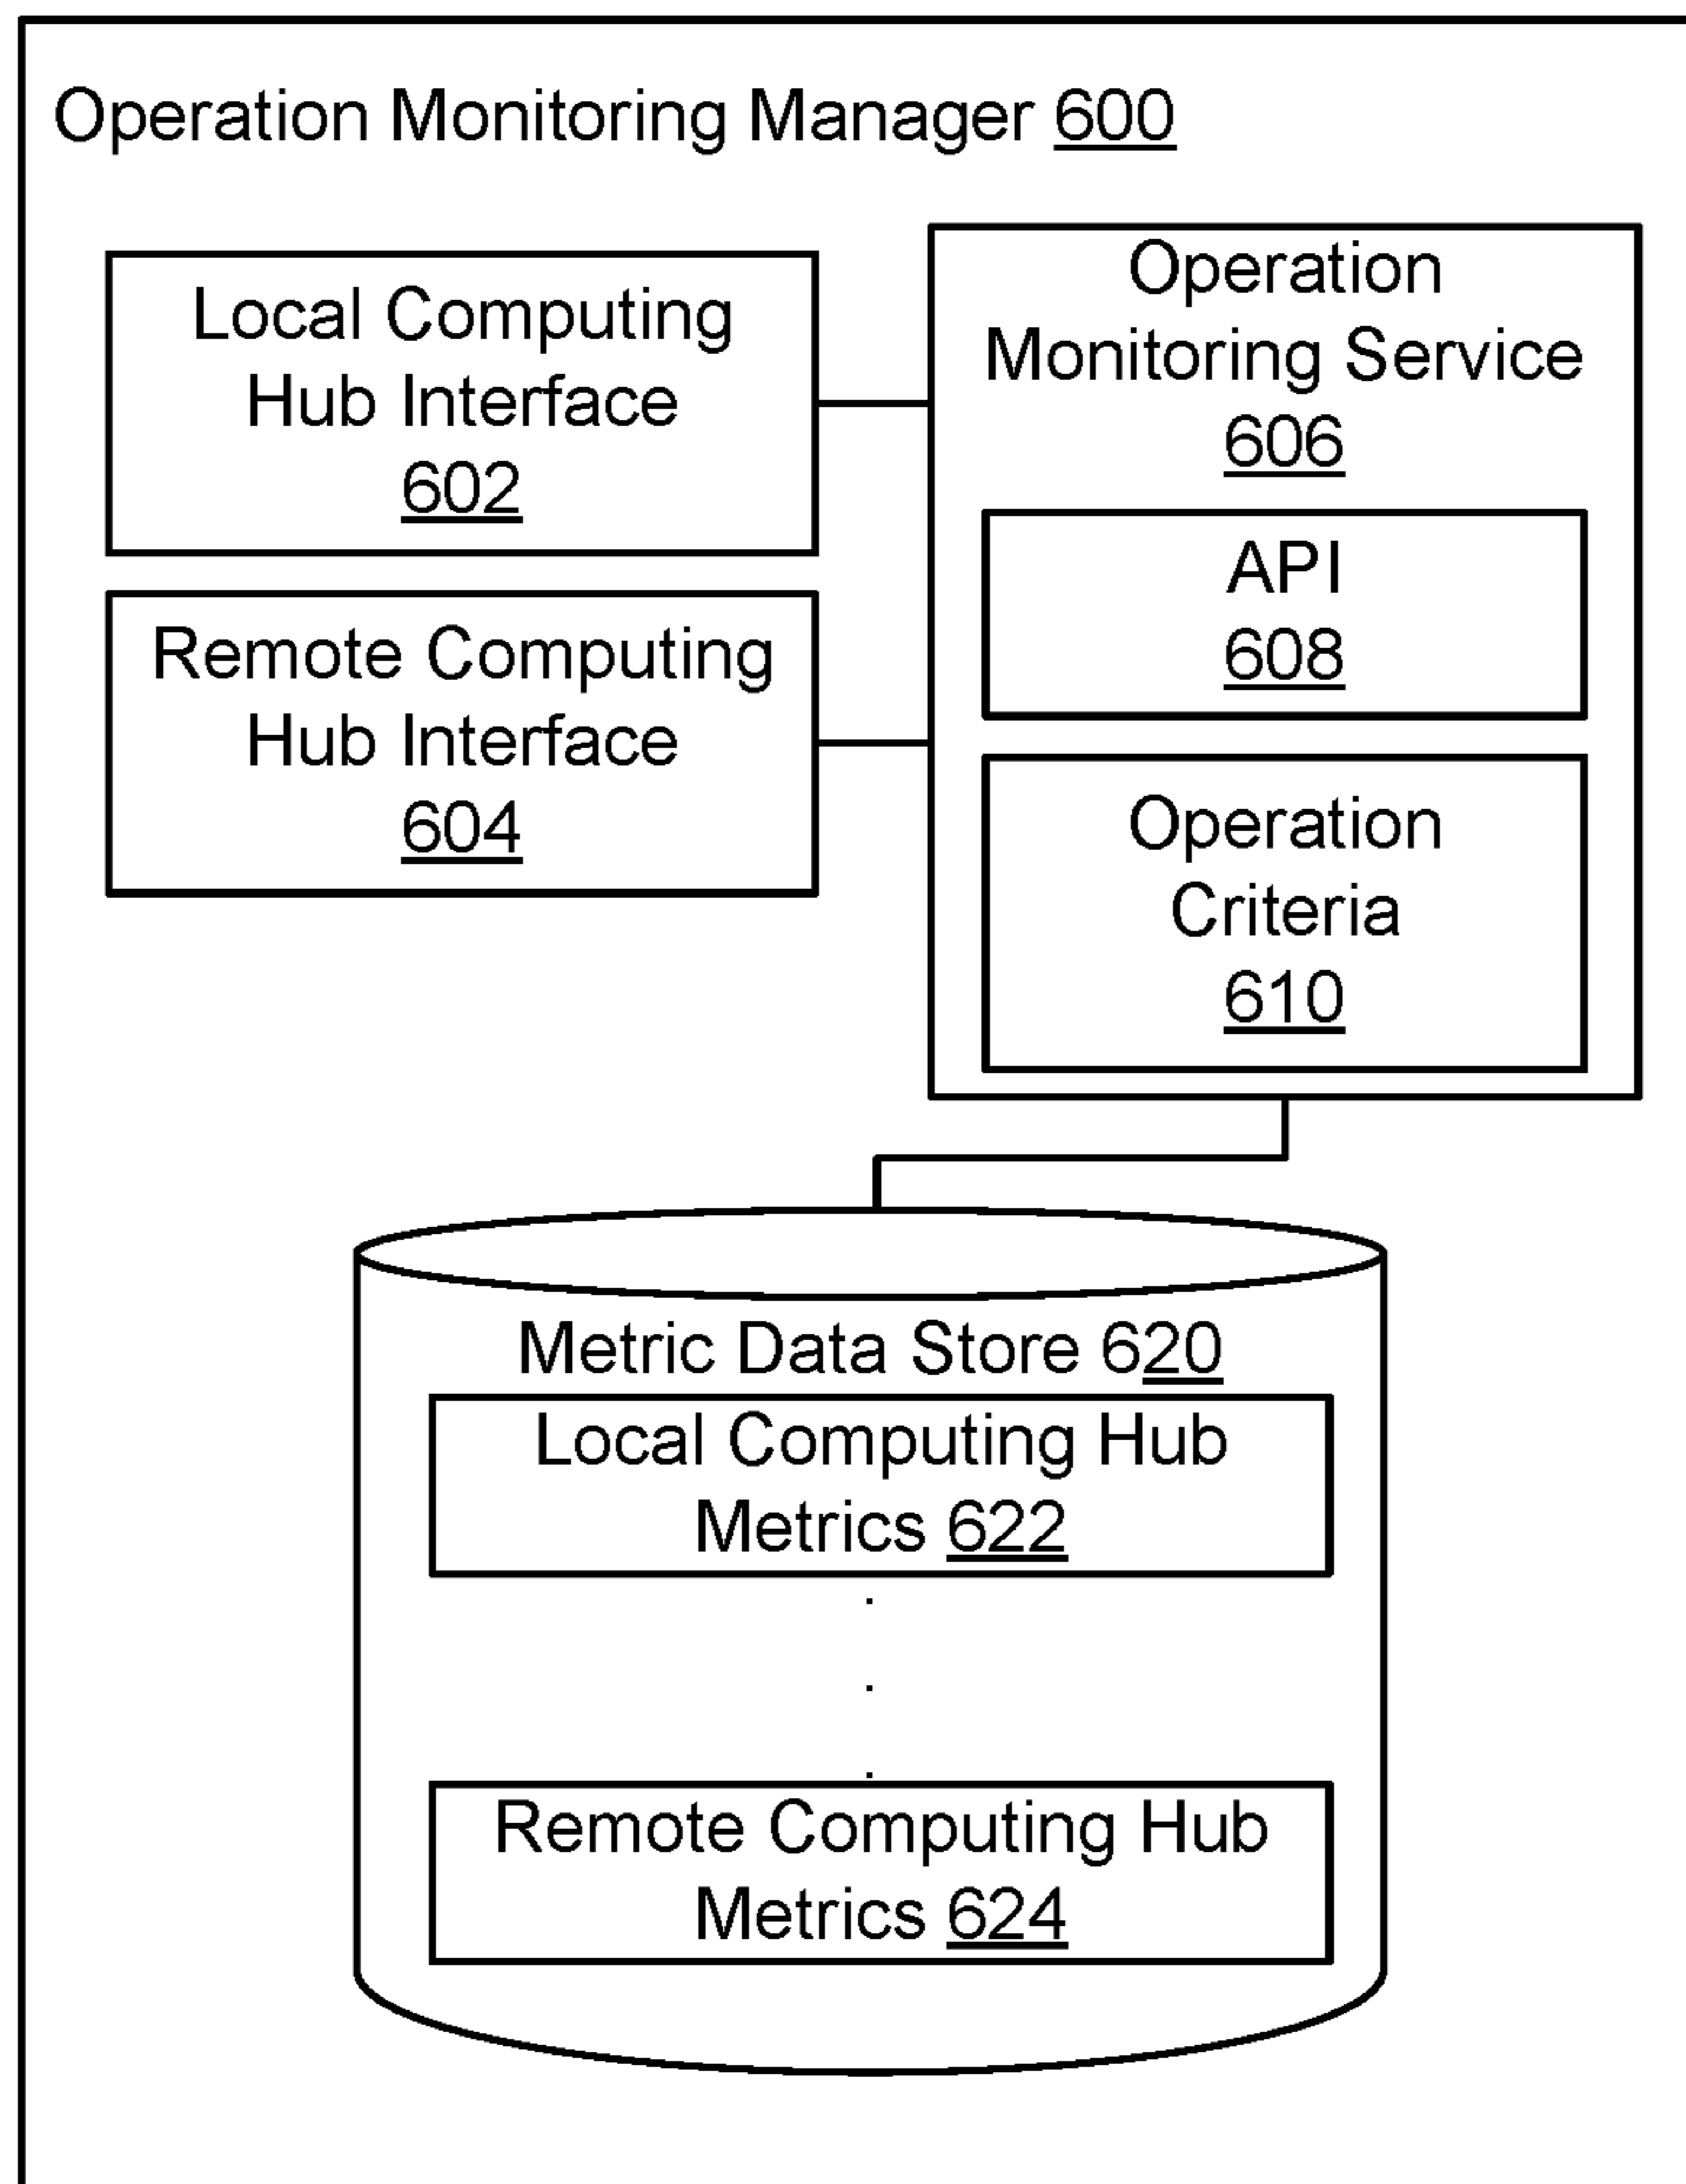 Operation Monitoring Manager 600
Local Computing
Hub Interface
602
Remote Computing
Hub Interface
604
Operation
Monitoring Service
606
API
608
Operation
Criteria
610
Metric Data Store 620
Local Computing Hub
Metrics 622
Remote Computing Hub
Metrics 624